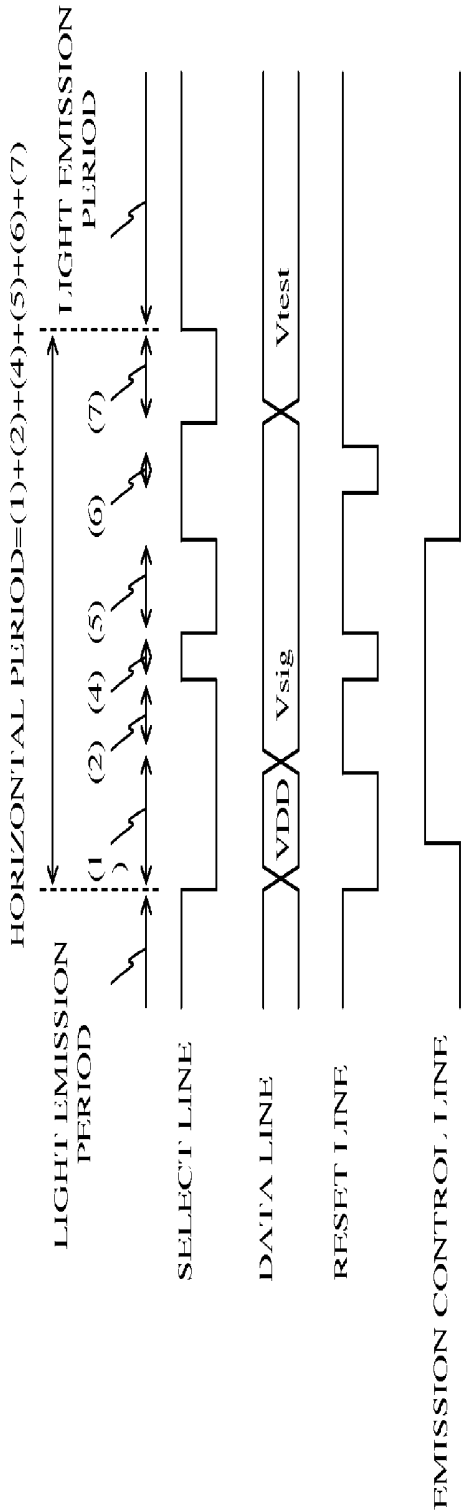 HORIZONTAL PERIOD=(1)+(2)+(4)+(5)+(6)+(7)
LIGHT EMISSION
PERIOD
LIGHT EMISSION
PERIOD
(1
)
(2)
(4)
(5)
(6)
(7)
SELECT LINE
DATA LINE
VDD
Vsig
Vtest
RESET LINE
EMISSION CONTROL LINE